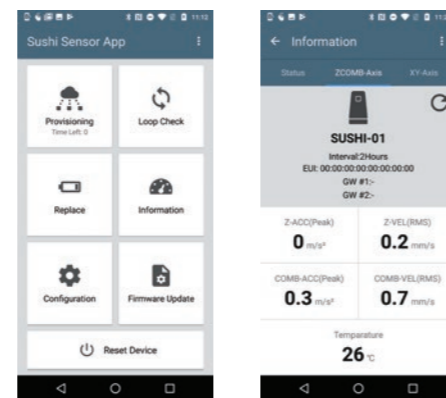 11:12
Sushi Sensor App
Provisioning
Time Left: 0
Loop Check
Replace
Information
Configuration
Firmware Update
Reset Device
Information
Status ZCOMB-Axis XY-Axis
SUSHI-01
Interval:2Hours
EUI: 00:00:00:00:00:00:00:00
GW #1:-
GW #2:-
Z-ACC(Peak) Z-VEL(RMS)
0 m/s² 0.2 mm/s
COMB-ACC(Peak) COMB-VEL(RMS)
0.3 m/s² 0.7 mm/s
Temparature
26 °C